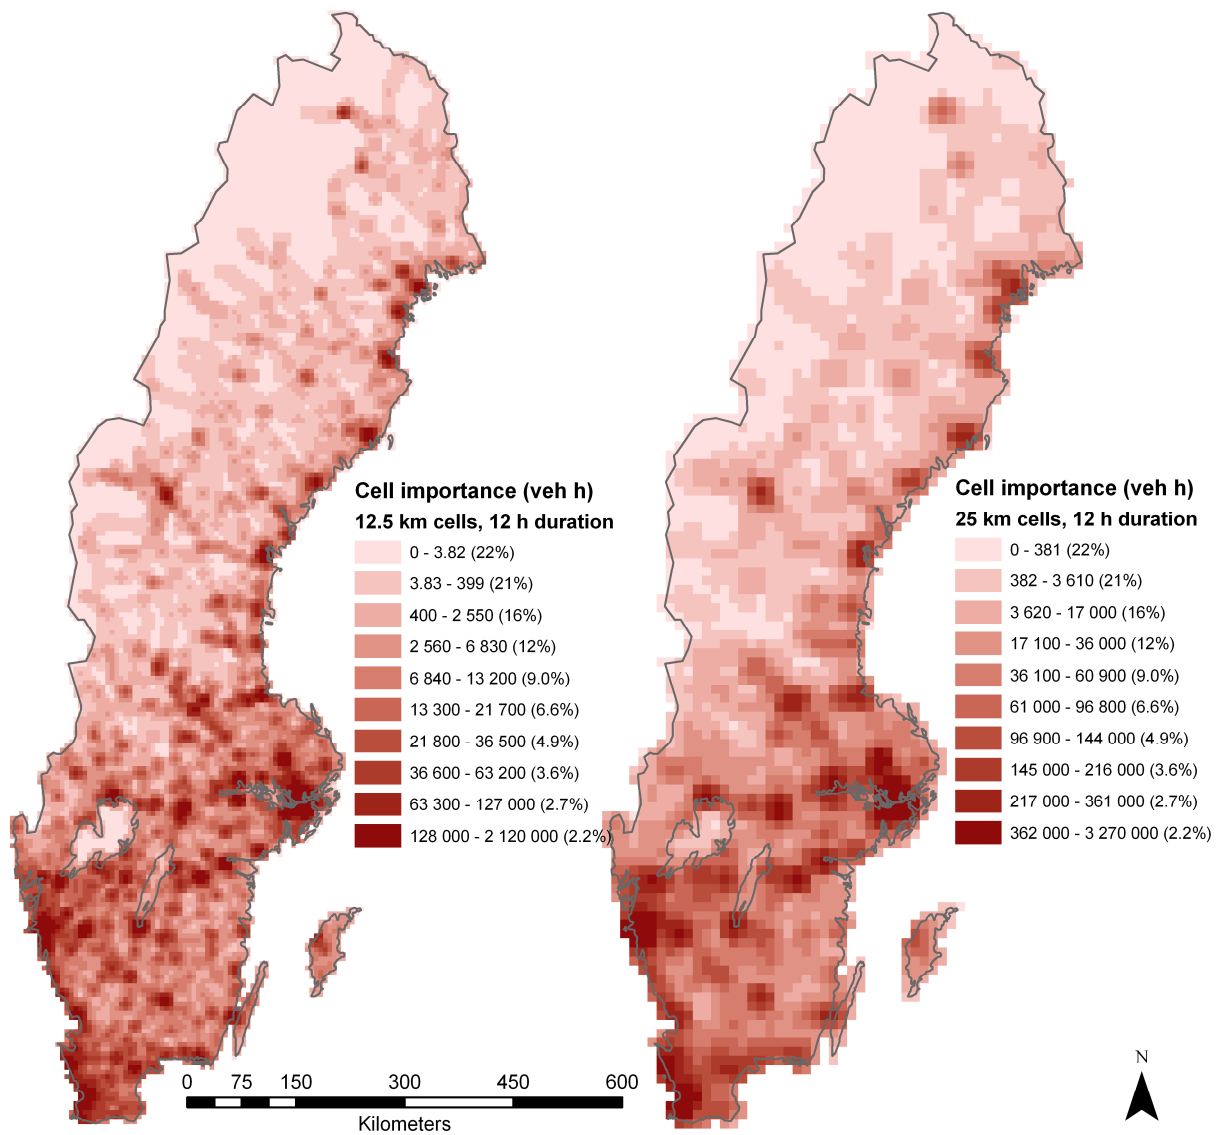 Cell importance (veh h)
12.5 km cells, 12 h duration
0 - 3.82 (22%)
3.83 - 399 (21%)
400 - 2 550 (16%)
2 560 - 6 830 (12%)
6 840 - 13 200 (9.0%)
13 300 - 21 700 (6.6%)
21 800 - 36 500 (4.9%)
36 600 - 63 200 (3.6%)
63 300 - 127 000 (2.7%)
128 000 - 2 120 000 (2.2%)
Cell importance (veh h)
25 km cells, 12 h duration
0 - 381 (22%)
382 - 3 610 (21%)
3 620 - 17 000 (16%)
17 100 - 36 000 (12%)
36 100 - 60 900 (9.0%)
61 000 - 96 800 (6.6%)
96 900 - 144 000 (4.9%)
145 000 - 216 000 (3.6%)
217 000 - 361 000 (2.7%)
362 000 - 3 270 000 (2.2%)
0 75 150 300 450 600
Kilometers
N